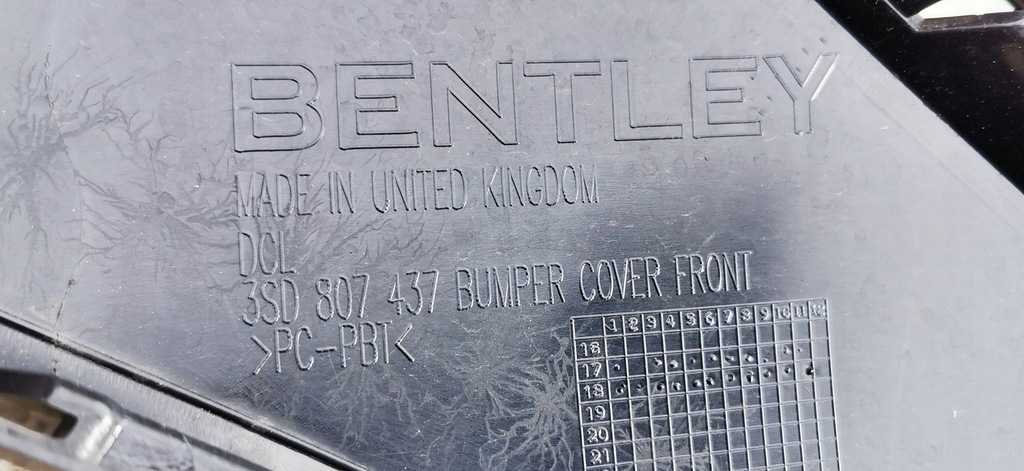 BENTLEY
MADE IN UNITED KINGDOM
DCL
3SD 807 437 BUMPER COVER FRONT
>PC-PBT<
1 2 3 4 5 6 7 8 9 10 11 12
16
17
18
19
20
21